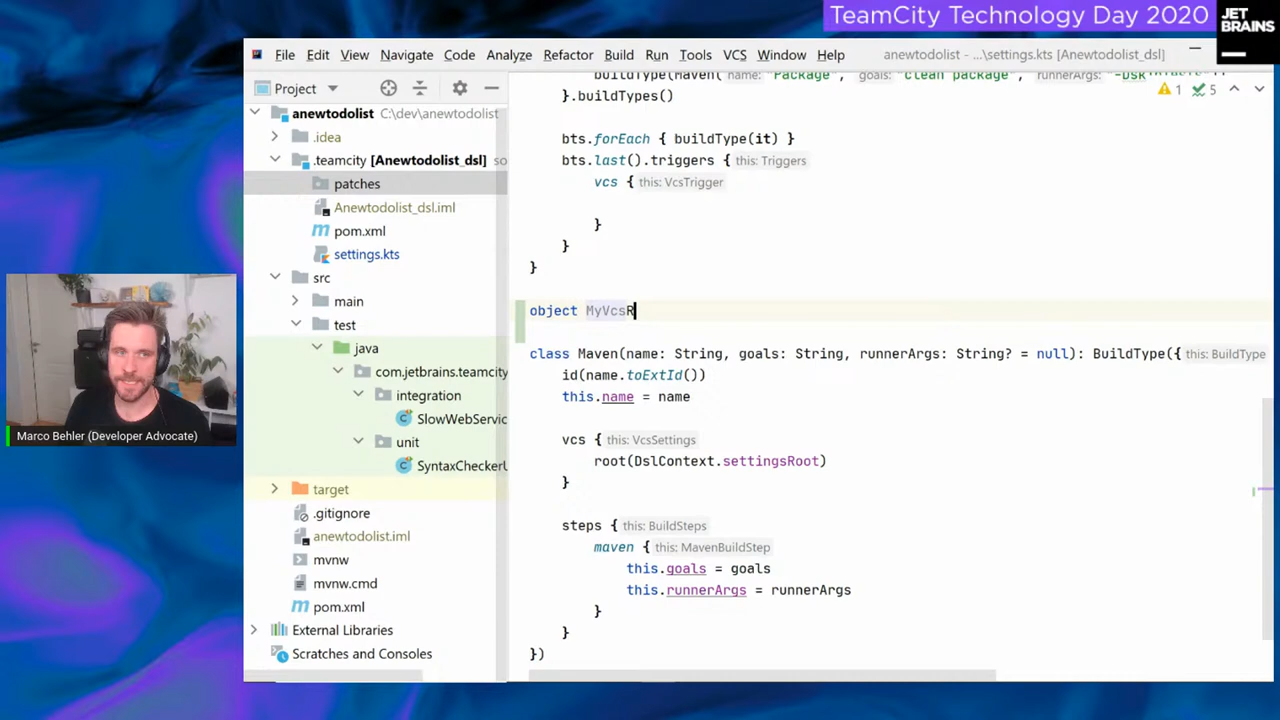 TeamCity Technology Day 2020
JET
BRAINS
File Edit View Navigate Code Analyze Refactor Build Run Tools VCS Window Help anewtodolist - ...\settings.kts [Anewtodolist_dsl]
Project
anewtodolist C:\dev\anewtodolist
.idea
.teamcity [Anewtodolist_dsl] so
patches
Anewtodolist_dsl.iml
pom.xml
settings.kts
src
main
test
java
com.jetbrains.teamcity
integration
SlowWebServic
unit
SyntaxCheckerU
target
.gitignore
anewtodolist.iml
mvnw
mvnw.cmd
pom.xml
External Libraries
Scratches and Consoles
1 5
buildType(Maven( name: "Package", goals: "clean package", runnerArgs:
}.buildTypes()
bts.forEach { buildType(it) }
bts.last().triggers { this: Triggers
vcs { this: VcsTrigger
}
}
}
object MyVcsR
class Maven(name: String, goals: String, runnerArgs: String? = null): BuildType({ this: BuildType
id(name.toExtId())
this.name = name
vcs { this: VcsSettings
root(DslContext.settingsRoot)
}
steps { this: BuildSteps
maven { this: MavenBuildStep
this.goals = goals
this.runnerArgs = runnerArgs
}
}
})
Marco Behler (Developer Advocate)